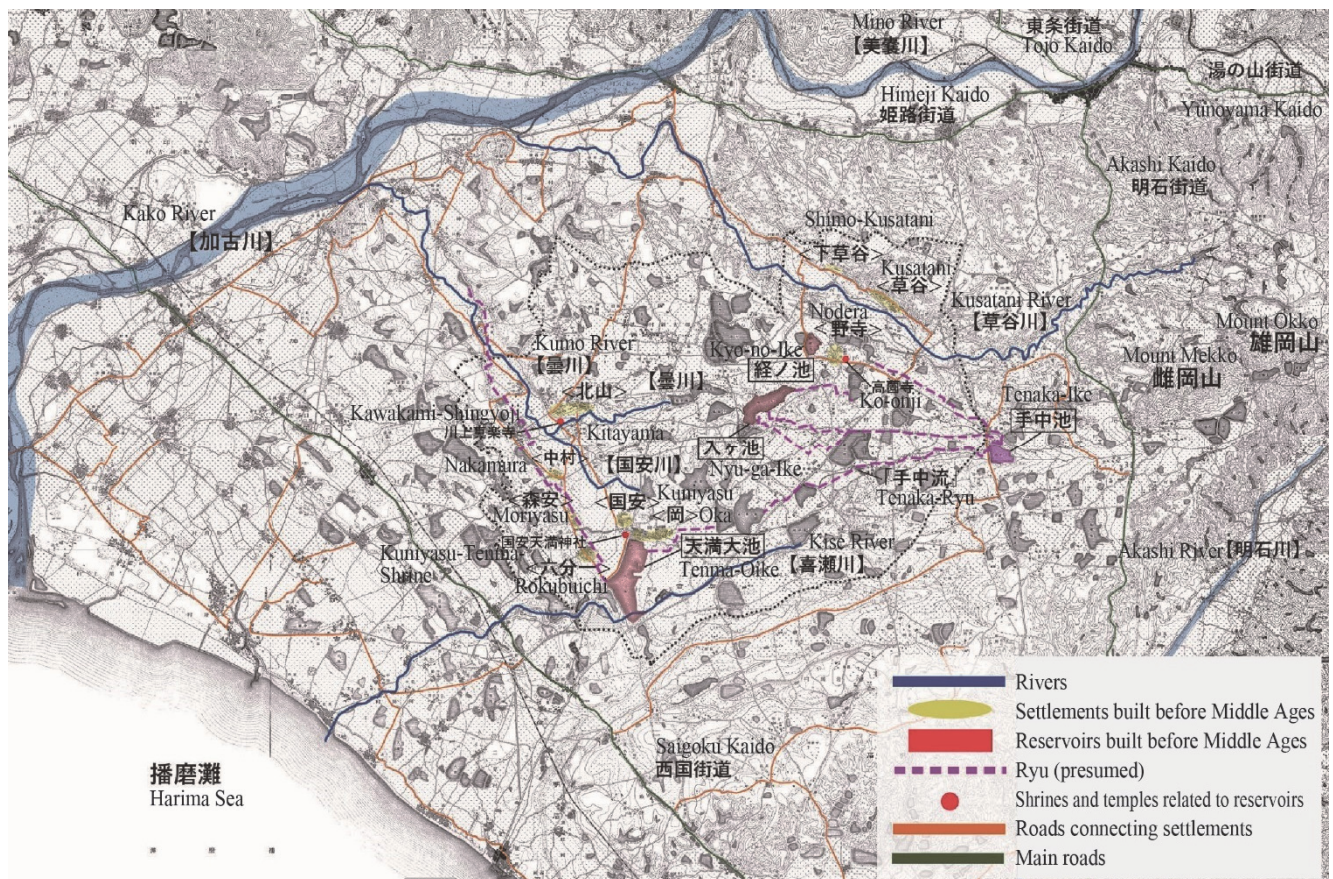 Mino River
【美嚢川】
東条街道
Tojo Kaido
湯の山街道
Yunoyama Kaido
Himeji Kaido
姫路街道
Akashi Kaido
明石街道
Kako River
【加古川】
Shimo-Kusatani
<下草谷>
Kusatani
<草谷>
Kusatani River
【草谷川】
Nodera
<野寺>
Mount Okko
雄岡山
Mount Mekko
雌岡山
Kyo-no-Ike
経ノ池
高薗寺
Ko-onji
Kumo River
【曇川】
<北山>
【曇川】
Kawakami-Shingyoji
Kitayama
Tenaka-Ike
手中池
入ヶ池
Nyu-ga-Ike
<中村>
Nakamura
【国安川】
「手中流」
Tenaka-Ryu
<森安>
Moriyasu
<国安>
Kuniyasu
<岡>Oka
国安天満神社
Kuniyasu-Tenma-
Shrine
天満大池
Tenma-Oike
Kise River
【喜瀬川】
<六分一>
Rokubuichi
Akashi River【明石川】
Saigoku Kaido
西国街道
播磨灘
Harima Sea
播 磨 灘
Rivers
Settlements built before Middle Ages
Reservoirs built before Middle Ages
Ryu (presumed)
Shrines and temples related to reservoirs
Roads connecting settlements
Main roads